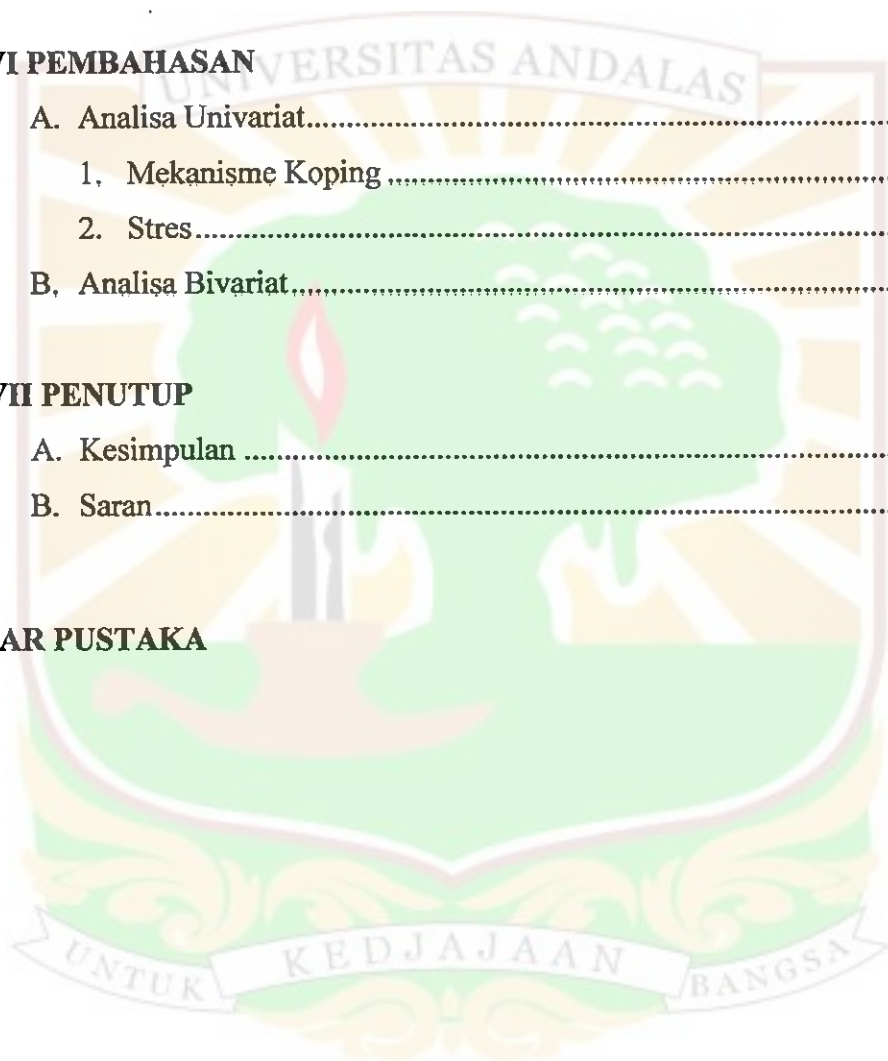 VI PEMBAHASAN
UNIVERSITAS ANDALAS
A. Analisa Univariat........................................................................
1. Mekanisme Koping ................................................................
2. Stres........................................................................................
B. Analisa Bivariat..........................................................................
VII PENUTUP
A. Kesimpulan ................................................................................
B. Saran...........................................................................................
AR PUSTAKA
UNTUK KEDJAJAAN BANGSA